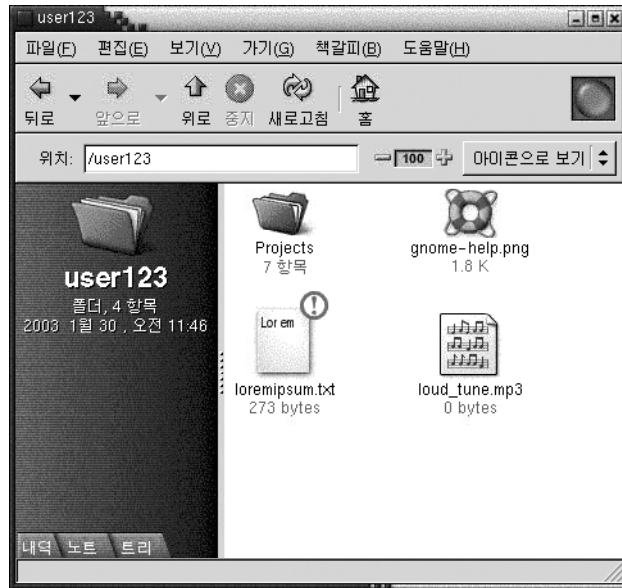 user123
파일(F) 편집(E) 보기(V) 가기(G) 책갈피(B) 도움말(H)
뒤로 앞으로 위로 중지 새로고침 홈
위치: /user123 100 아이콘으로 보기
user123
폴더, 4 항목
2003 1월 30 , 오전 11:46
Projects
7 항목
gnome-help.png
1.8 K
Lor em
loremipsum.txt
273 bytes
loud_tune.mp3
0 bytes
내역 노트 트리